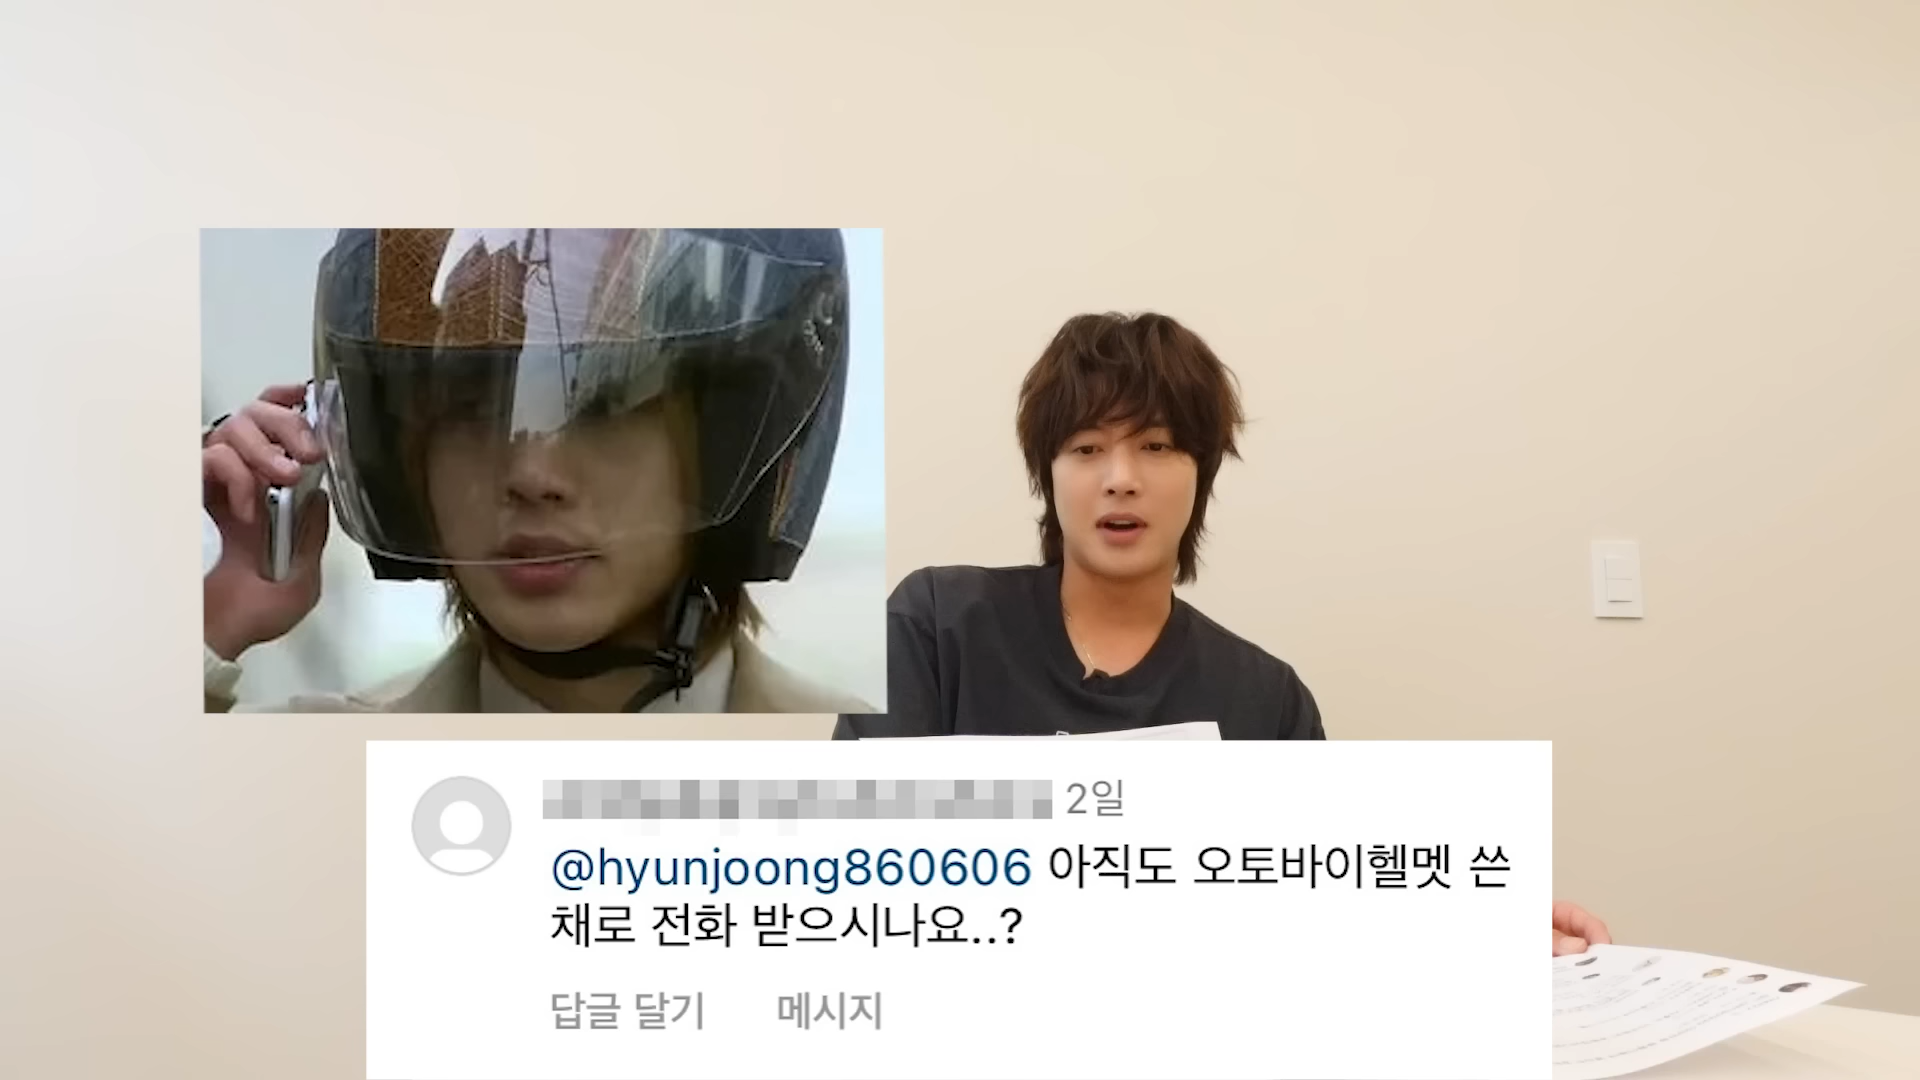 2일
@hyunjoong860606 아직도 오토바이헬멧 쓴
채로 전화 받으시나요..?
답글 달기 메시지